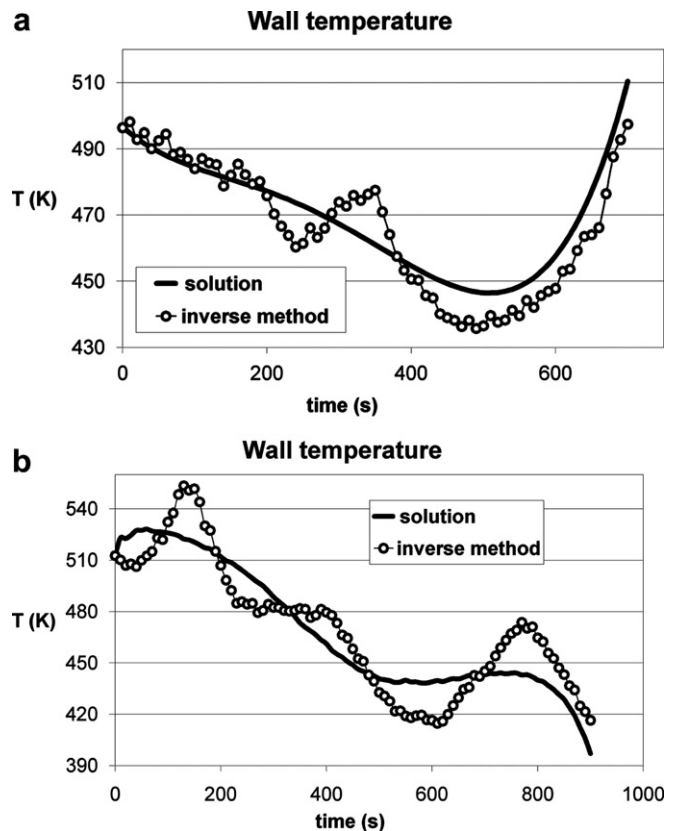 a
Wall temperature
510
490
T (K)
470
450
430
solution
inverse method
0 200 400 600
time (s)
b
Wall temperature
540
510
T (K)
480
450
420
390
solution
inverse method
0 200 400 600 800 1000
time (s)